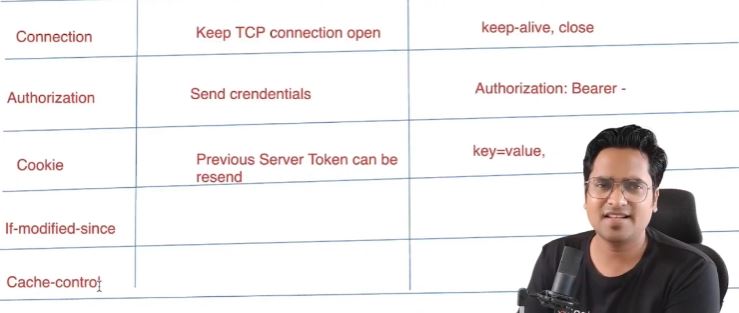 Connection Keep TCP connection open keep-alive, close
Authorization Send crendentials Authorization: Bearer -
Cookie Previous Server Token can be key=value,
resend
If-modified-since
Cache-control